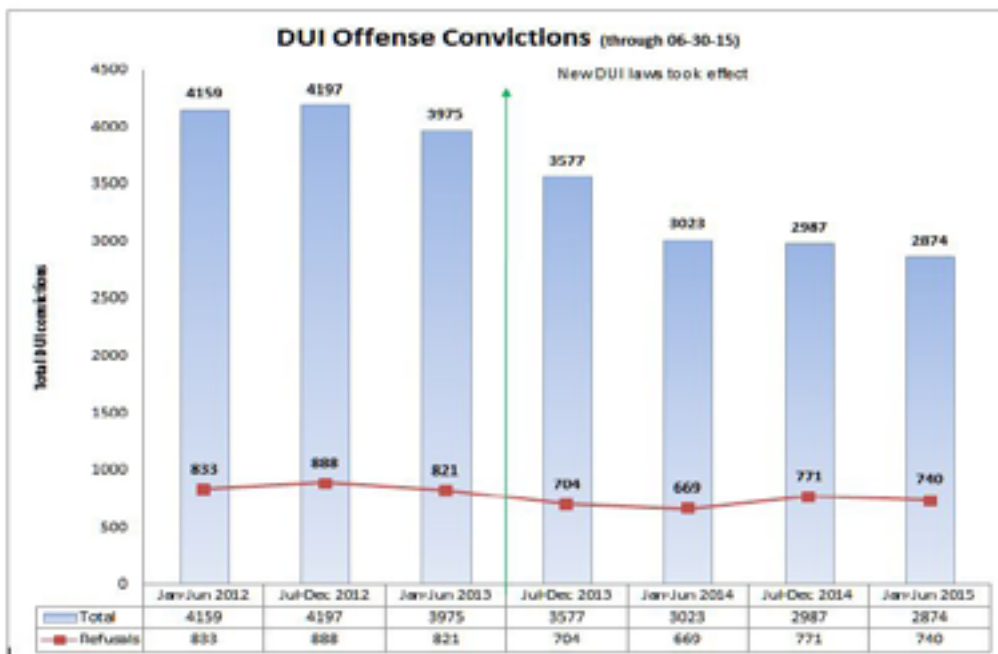 DUI Offense Convictions (through 06-30-15)
New DUI laws took effect
Total DUI convictions
4500
4000
3500
3000
2500
2000
1500
1000
500
0
4159 4197 3975 3577 3023 2987 2874
833 888 821 704 669 771 740
Jan-Jun 2012 Jul-Dec 2012 Jan-Jun 2013 Jul-Dec 2013 Jan-Jun 2014 Jul-Dec 2014 Jan-Jun 2015
Total 4159 4197 3975 3577 3023 2987 2874
Refusals 833 888 821 704 669 771 740